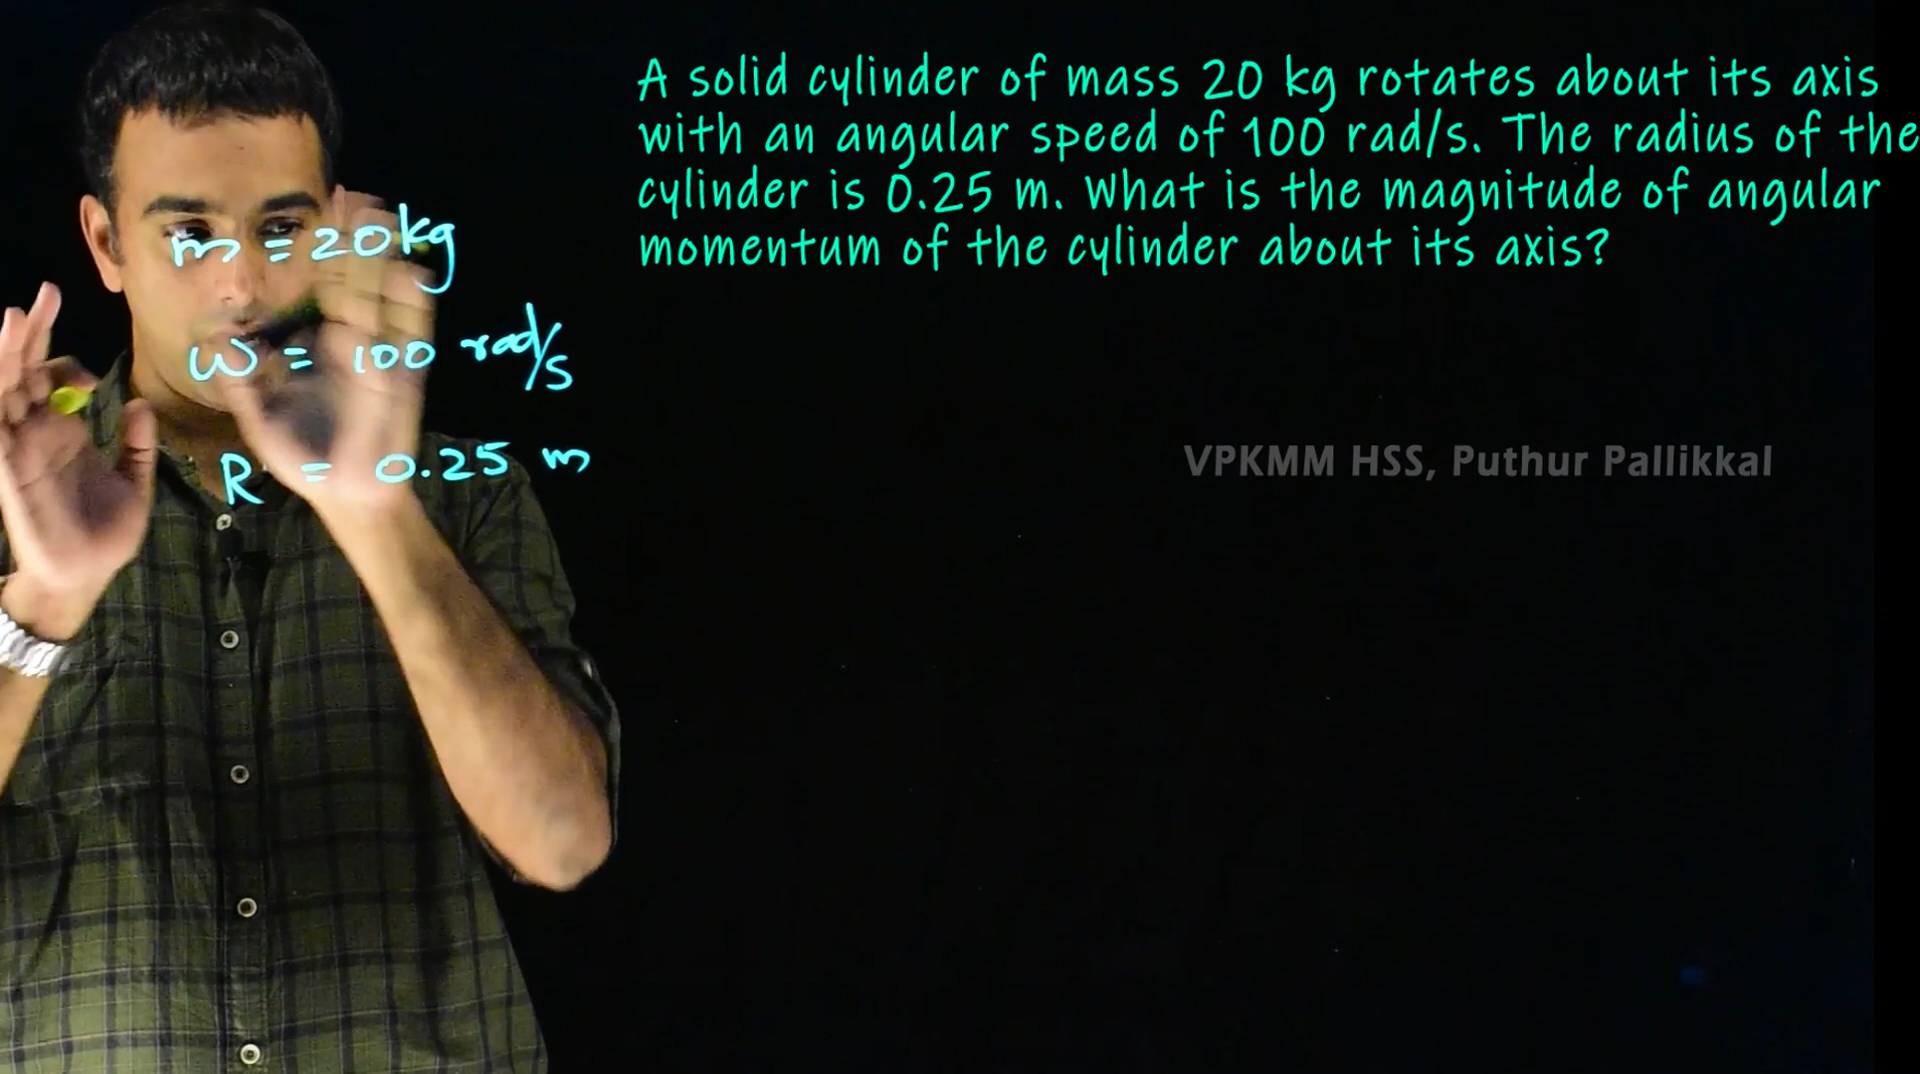 A solid cylinder of mass 20 kg rotates about its axis
with an angular speed of 100 rad/s. The radius of the
cylinder is 0.25 m. What is the magnitude of angular
momentum of the cylinder about its axis?
m = 20kg
ω = 100 rad/s
R = 0.25 m
VPKMM HSS, Puthur Pallikkal